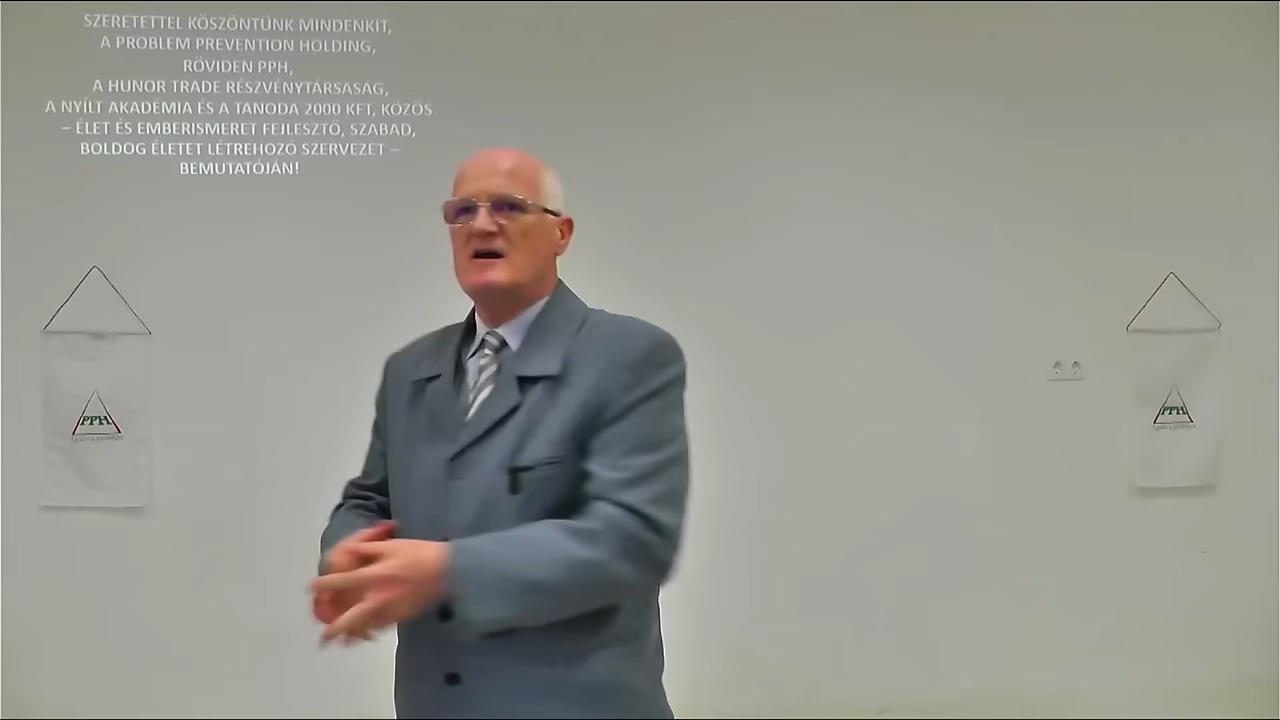 SZERETETTEL KÖSZÖNTÜNK MINDENKIT,
A PROBLEM PREVENTION HOLDING,
RÖVIDEN PPH,
A HUNOR TRADE RÉSZVÉNYTÁRSASÁG,
A NYÍLT AKADÉMIA ÉS A TANODA 2000 KFT, KÖZÖS
– ÉLET ÉS EMBERISMERET FEJLESZTŐ, SZABAD,
BOLDOG ÉLETET LÉTREHOZÓ SZERVEZET –
BEMUTATÓJÁN!
PPH
PPH